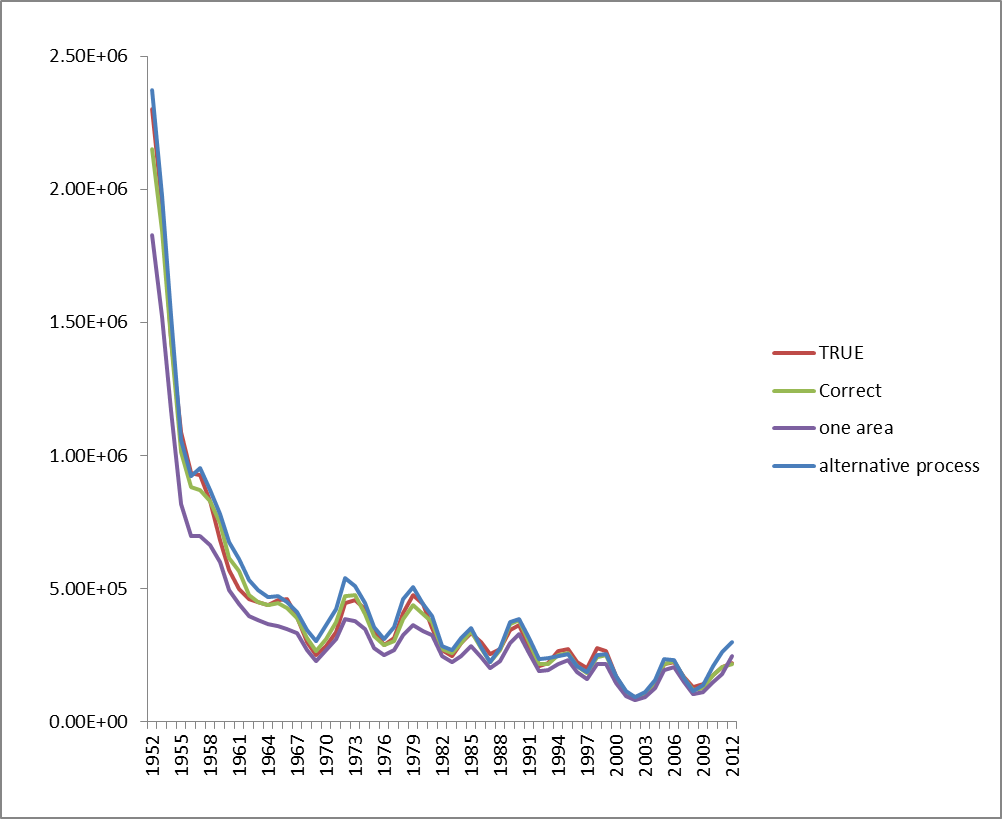 2.50E+06
2.00E+06
1.50E+06
1.00E+06
5.00E+05
0.00E+00
1952
1955
1958
1961
1964
1967
1970
1973
1976
1979
1982
1985
1988
1991
1994
1997
2000
2003
2006
2009
2012
TRUE
Correct
one area
alternative process